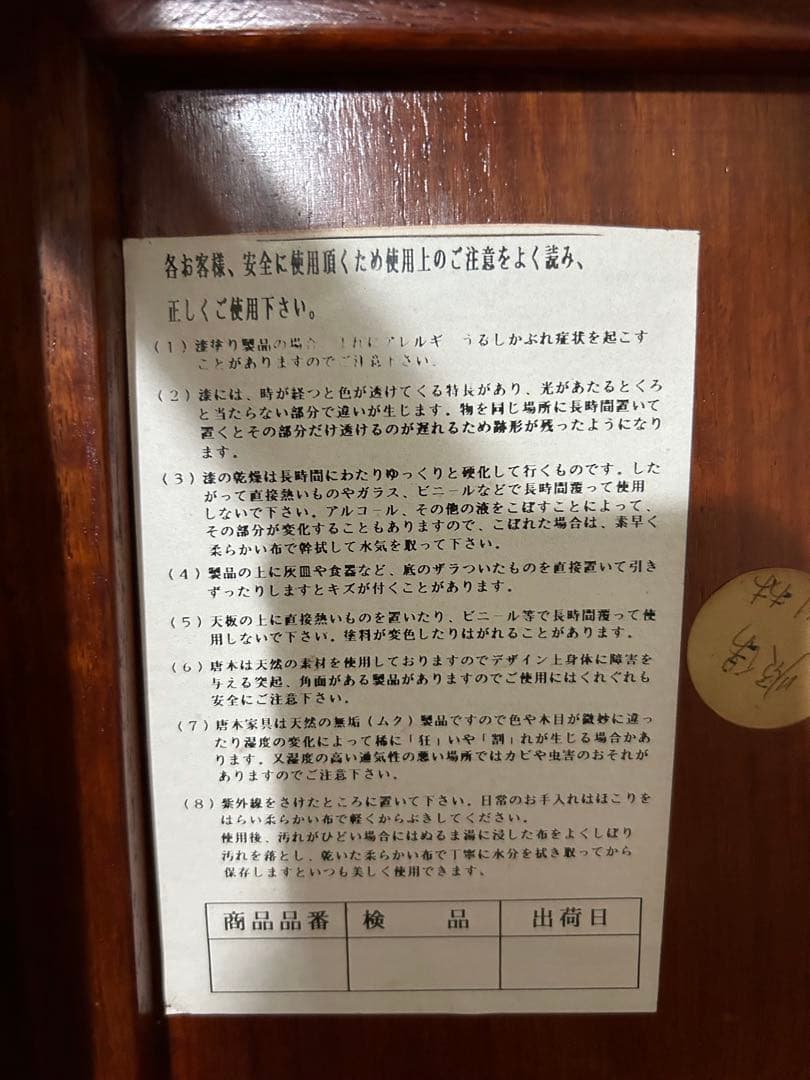 各お客様、安全に使用頂くため使用上のご注意をよく読み、
正しくご使用下さい。
(1) 漆塗り製品の場合 まれにアレルギ うるしかぶれ症状を起こす
ことがありますのでご注意下さい。
(2) 漆には、時が経つと色が透けてくる特長があり、光があたるとくろ
と当たらない部分で違いが生じます。物を同じ場所に長時間置いて
置くとその部分だけ透けるのが遅れるため跡形が残ったようになり
ます。
(3) 漆の乾燥は長時間にわたりゆっくりと硬化して行くものです。した
がって直接熱いものやガラス、ビニールなどで長時間覆って使用
しないで下さい。アルコール、その他の液をこぼすことによって、
その部分が変化することもありますので、こぼれた場合は、素早く
柔らかい布で幹拭して水気を取って下さい。
(4) 製品の上に灰皿や食器など、底のザラついたものを直接置いて引き
ずったりしますとキズが付くことがあります。
(5) 天板の上に直接熱いものを置いたり、ビニール等で長時間覆って使
用しないで下さい。塗料が変色したりはがれることがあります。
(6) 唐木は天然の素材を使用しておりますのでデザイン上身体に障害を
与える突起、角面がある製品がありますのでご使用にはくれぐれも
安全にご注意下さい。
(7) 唐木家具は天然の無垢(ムク)製品ですので色や木目が微妙に違っ
たり湿度の変化によって稀に「狂」いや「割」れが生じる場合かあ
ります。又湿度の高い通気性の悪い場所ではカビや虫害のおそれが
ありますのでご注意下さい。
(8) 紫外線をさけたところに置いて下さい。日常のお手入れはほこりを
はらい柔らかい布で軽くからぶきしてください。
使用後、汚れがひどい場合にはぬるま湯に浸した布をよくしぼり
汚れを落とし、乾いた柔らかい布で丁寧に水分を拭き取ってから
保存しますといつも美しく使用できます、
商品品番 検 品 出荷日